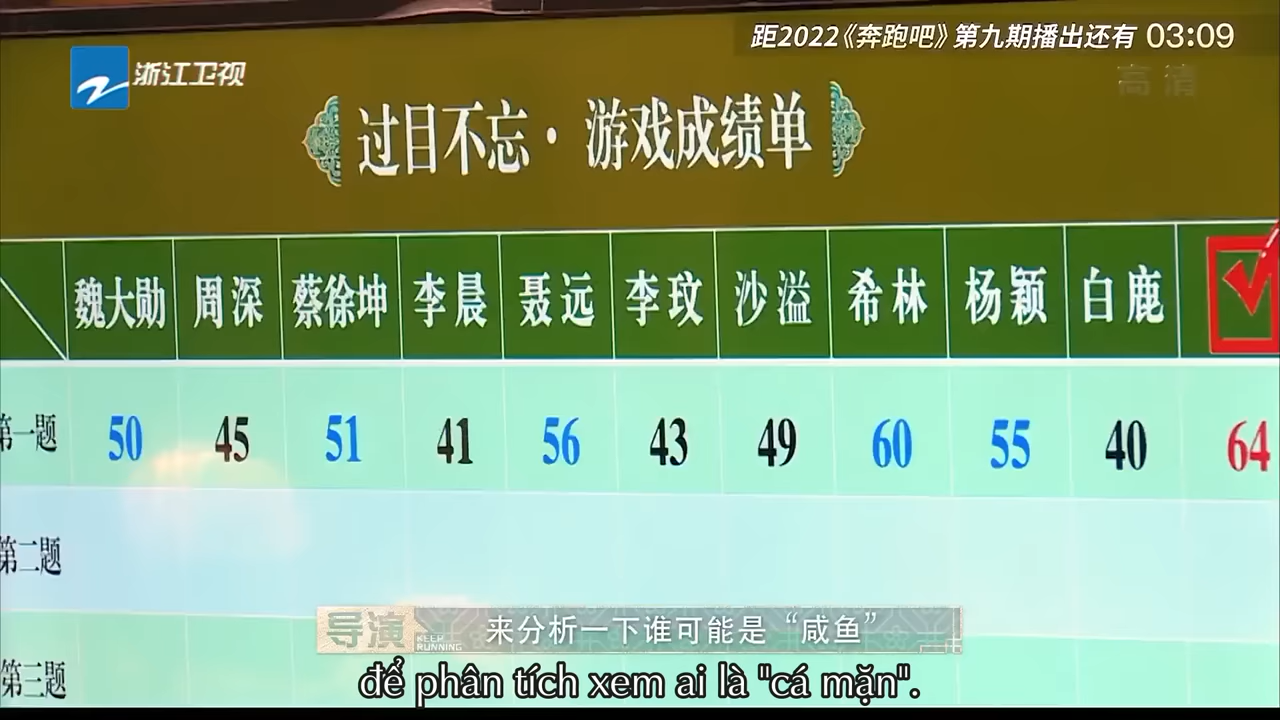 距2022《奔跑吧》第九期播出还有 03:09
浙江卫视
高清
过目不忘·游戏成绩单
魏大勋 周深 蔡徐坤 李晨 聂远 李玟 沙溢 希林 杨颖 白鹿
第一题 50 45 51 41 56 43 49 60 55 40 64
第二题
第三题
导演 KEEP RUNNING 来分析一下谁可能是“咸鱼”
để phân tích xem ai là "cá mặn".